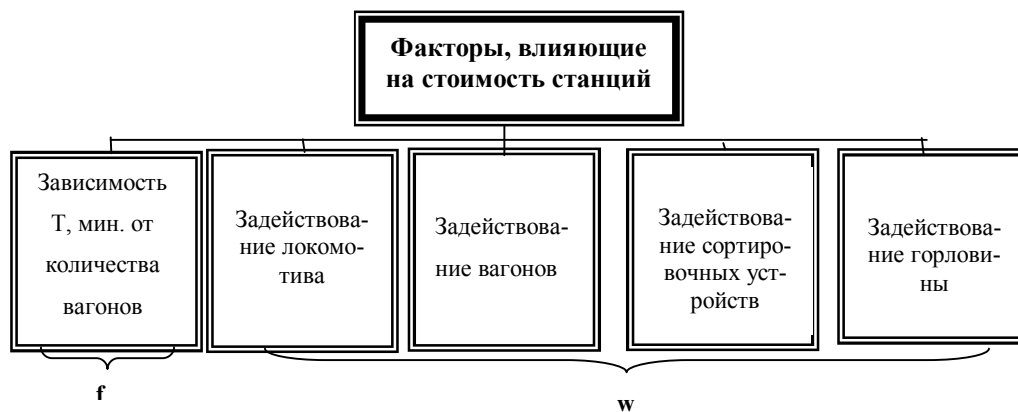 Факторы, влияющие
на стоимость станций
Зависимость
Т, мин. от
количества
вагонов
Задействова-
ние локомо-
тива
Задействова-
ние вагонов
Задействова-
ние сортиро-
вочных уст-
ройств
Задействова-
ние горлови-
ны
f
w